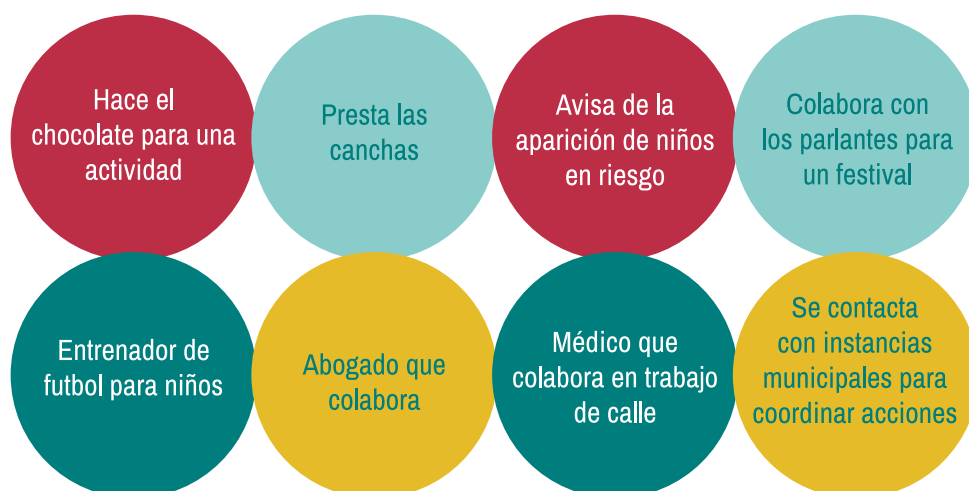 Hace el
chocolate para una
actividad
Presta las
canchas
Avisa de la
aparición de niños
en riesgo
Colabora con
los parlantes para
un festival
Entrenador de
futbol para niños
Abogado que
colabora
Médico que
colabora en trabajo
de calle
Se contacta
con instancias
municipales para
coordinar acciones